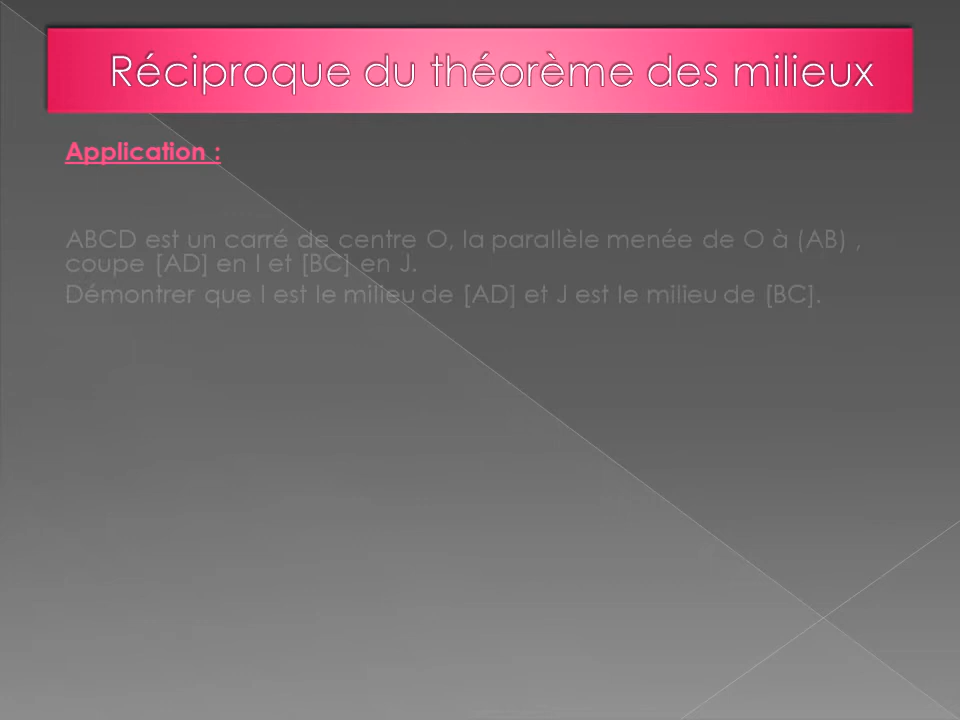 Réciproque du théorème des milieux
Application :
ABCD est un carré de centre O, la parallèle menée de O à (AB) ,
coupe [AD] en I et [BC] en J.
Démontrer que I est le milieu de [AD] et J est le milieu de [BC].